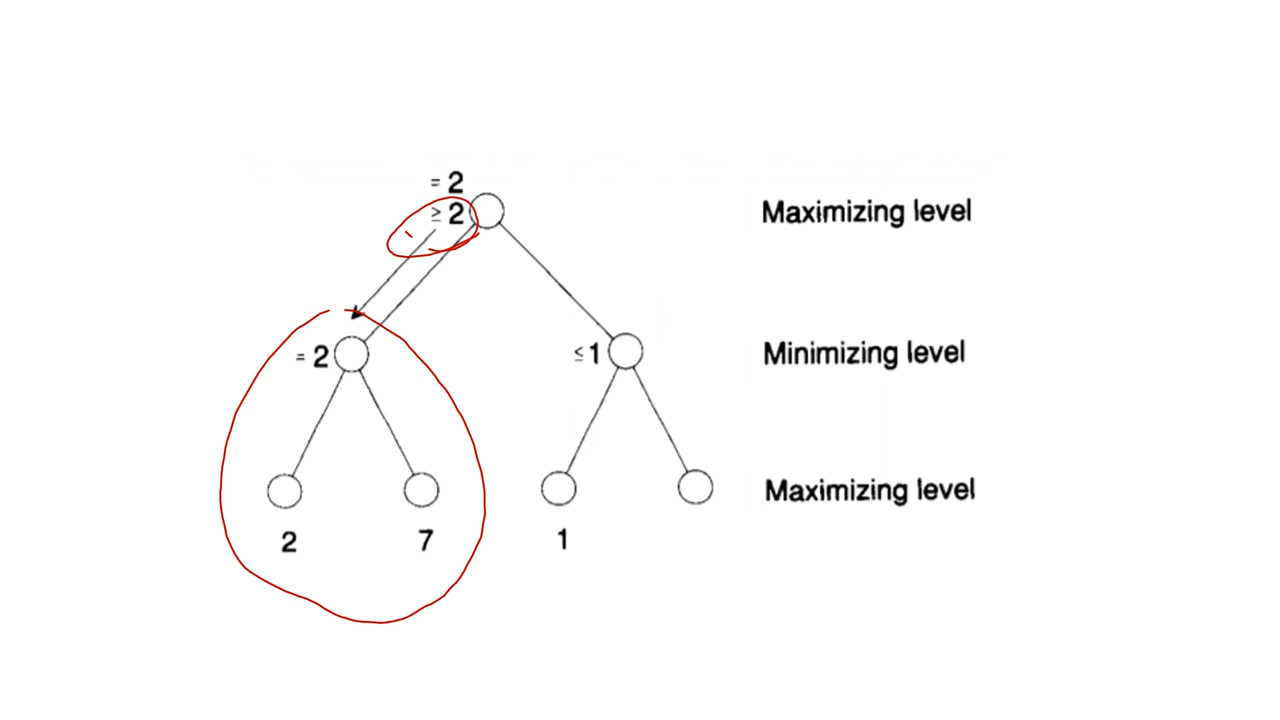 = 2
≥ 2
Maximizing level
= 2
≤ 1
Minimizing level
Maximizing level
2
7
1